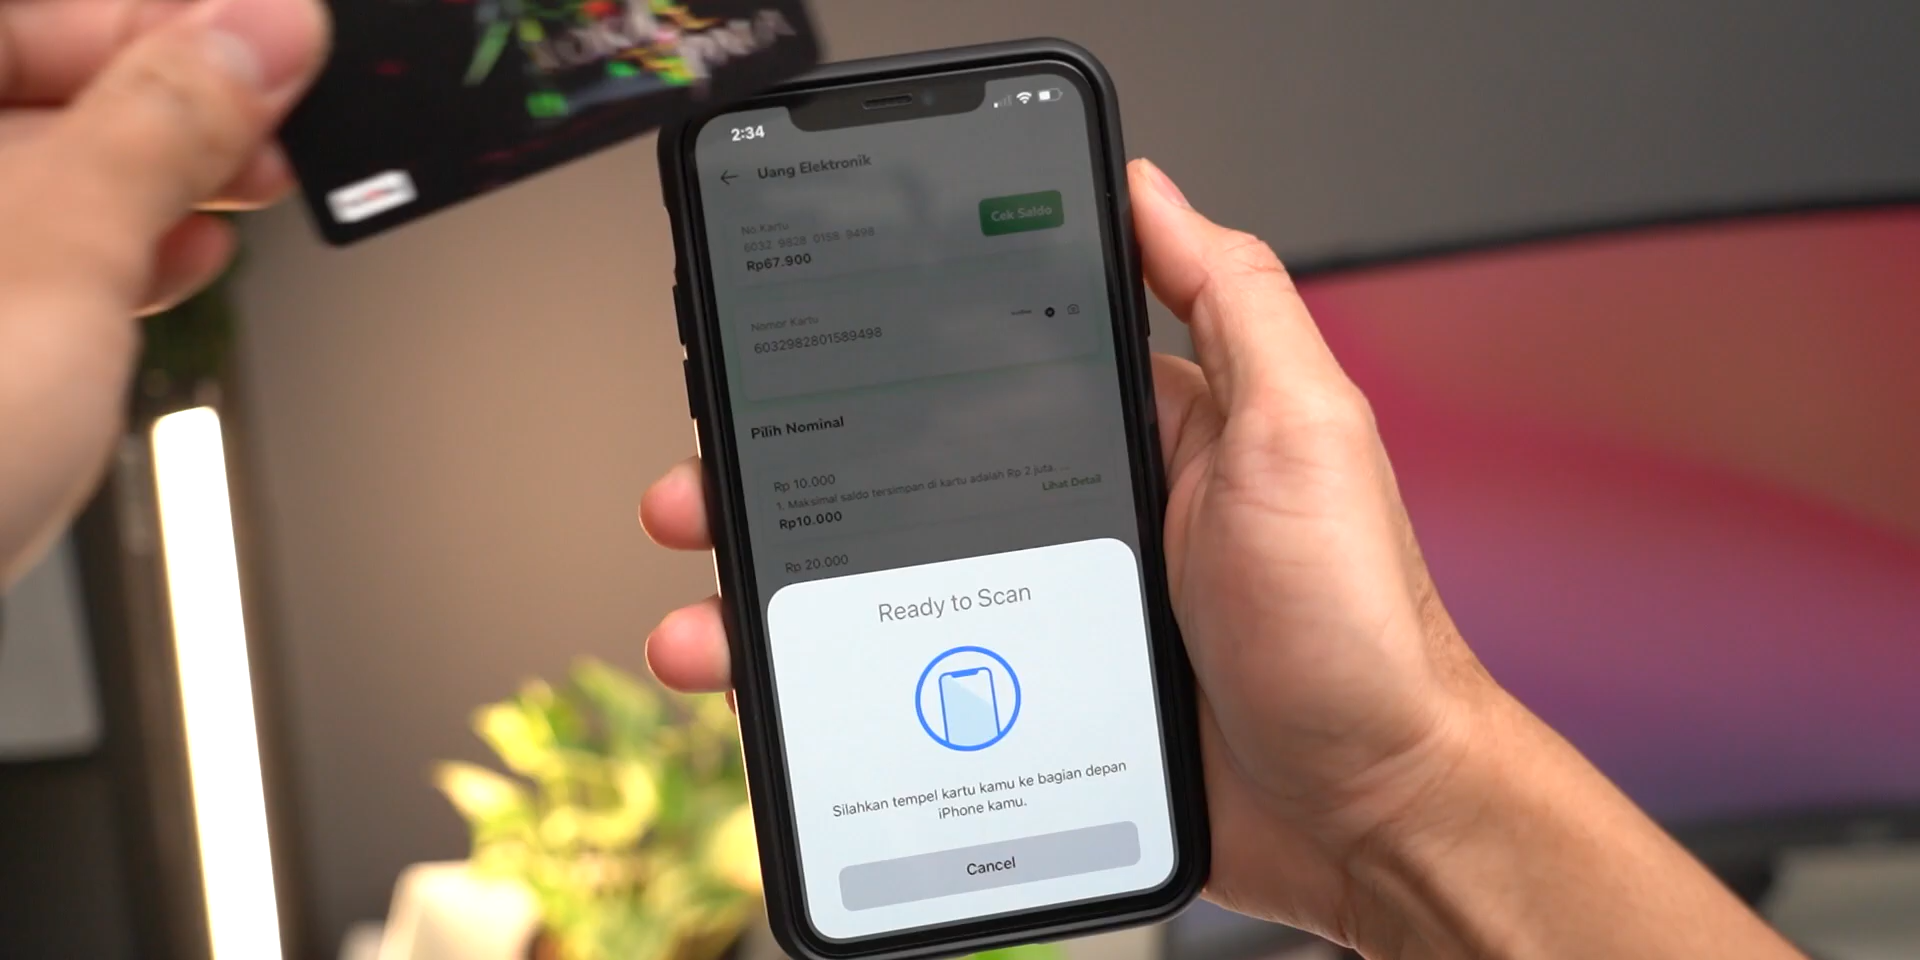 2:34
Uang Elektronik
No Kartu
6032 9828 0158 9498
Rp67.900
Cek Saldo
Nomor Kartu
6032982801589498
Pilih Nominal
Rp 10.000
1. Maksimal saldo tersimpan di kartu adalah Rp 2 juta. ...
Lihat Detail
Rp10.000
Rp 20.000
Ready to Scan
Silahkan tempel kartu kamu ke bagian depan
iPhone kamu.
Cancel